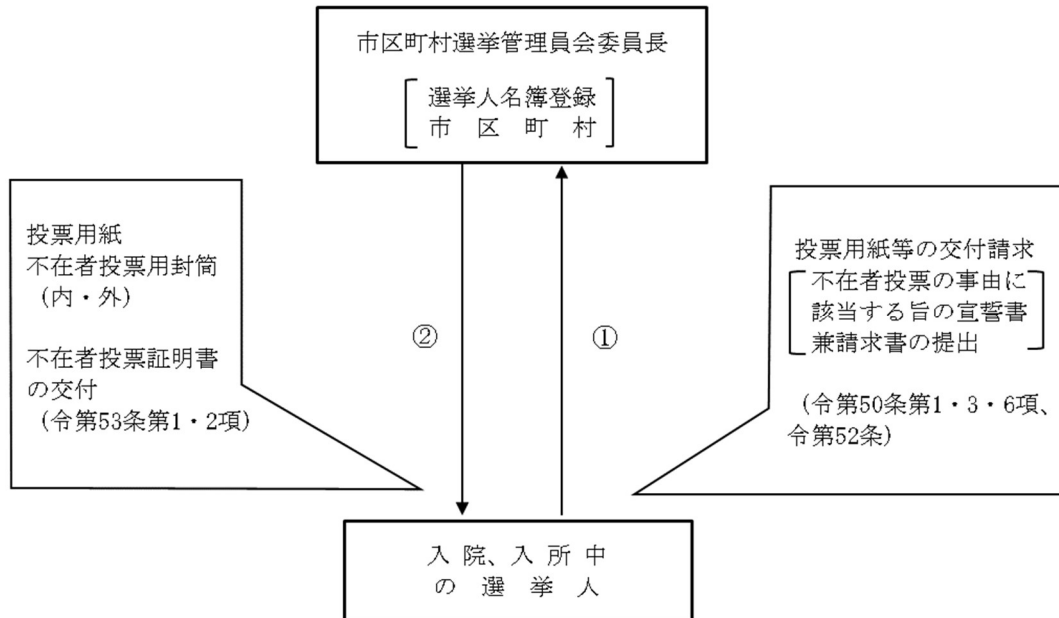 市区町村選挙管理員会委員長
選挙人名簿登録
市区町村
投票用紙
不在者投票用封筒
（内・外）
不在者投票証明書
の交付
（令第53条第1・2項）
②
①
投票用紙等の交付請求
不在者投票の事由に
該当する旨の宣誓書
兼請求書の提出
（令第50条第1・3・6項、
令第52条）
入院、入所中
の選挙人